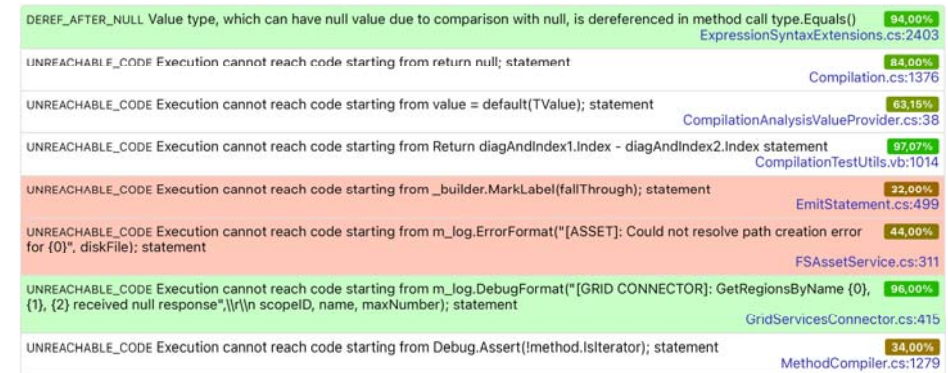 DEREF_AFTER_NULL Value type, which can have null value due to comparison with null, is dereferenced in method call type.Equals() 94,00%
ExpressionSyntaxExtensions.cs:2403
UNREACHABLE_CODE Execution cannot reach code starting from return null; statement 84,00%
Compilation.cs:1376
UNREACHABLE_CODE Execution cannot reach code starting from value = default(TValue); statement 63,15%
CompilationAnalysisValueProvider.cs:38
UNREACHABLE_CODE Execution cannot reach code starting from Return diagAndIndex1.Index - diagAndIndex2.Index statement 97,07%
CompilationTestUtils.vb:1014
UNREACHABLE_CODE Execution cannot reach code starting from _builder.MarkLabel(fallThrough); statement 32,00%
EmitStatement.cs:499
UNREACHABLE_CODE Execution cannot reach code starting from m_log.ErrorFormat("[ASSET]: Could not resolve path creation error 44,00%
for {0}", diskFile); statement
FSAssetService.cs:311
UNREACHABLE_CODE Execution cannot reach code starting from m_log.DebugFormat("[GRID CONNECTOR]: GetRegionsByName {0}, 96,00%
{1}, {2} received null response",\\r\\n scopeID, name, maxNumber); statement
GridServicesConnector.cs:415
UNREACHABLE_CODE Execution cannot reach code starting from Debug.Assert(!method.IsIterator); statement 34,00%
MethodCompiler.cs:1279